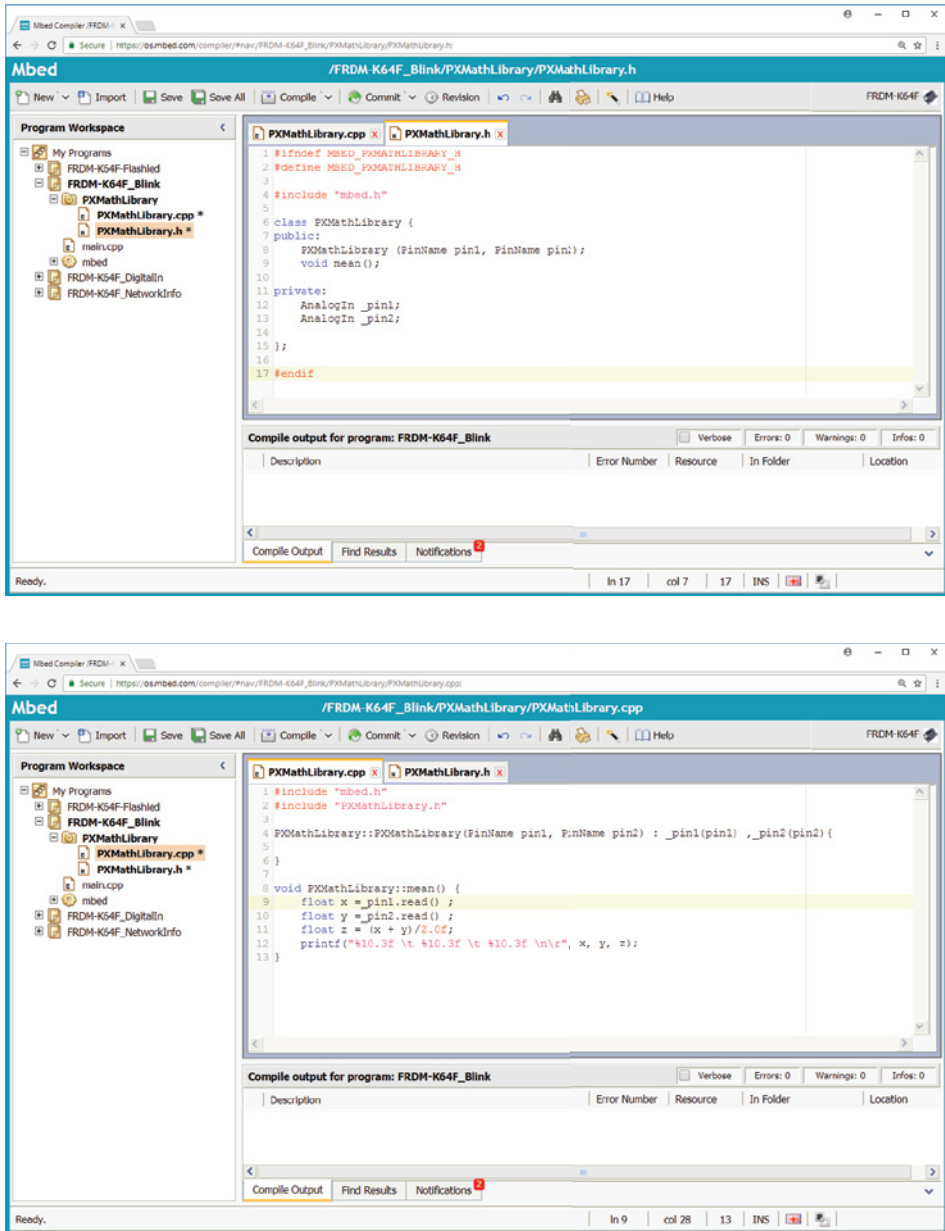 Mbed Compiler /FRDM-
Secure | https://os.mbed.com/compiler/#nav:/FRDM-K64F_Blink/PXMathLibrary/PXMathLibrary.h;
Mbed
/FRDM-K64F_Blink/PXMathLibrary/PXMathLibrary.h
New Import Save Save All Compile Commit Revision Help FRDM-K64F
Program Workspace
My Programs
FRDM-K64F-Flashled
FRDM-K64F_Blink
PXMathLibrary
PXMathLibrary.cpp *
PXMathLibrary.h *
main.cpp
mbed
FRDM-K64F_DigitalIn
FRDM-K64F_NetworkInfo
PXMathLibrary.cpp x PXMathLibrary.h x
1 #ifndef MBED_PXMATHLIBRARY_H
2 #define MBED_PXMATHLIBRARY_H
3
4 #include "mbed.h"
5
6 class PXMathLibrary {
7 public:
8 PXMathLibrary (PinName pin1, PinName pin2);
9 void mean();
10
11 private:
12 AnalogIn _pin1;
13 AnalogIn _pin2;
14
15 };
16
17 #endif
Compile output for program: FRDM-K64F_Blink Verbose Errors: 0 Warnings: 0 Infos: 0
Description Error Number Resource In Folder Location
Compile Output Find Results Notifications 2
Ready. ln 17 col 7 17 INS
Mbed Compiler /FRDM-
Secure | https://os.mbed.com/compiler/#nav:/FRDM-K64F_Blink/PXMathLibrary/PXMathLibrary.cpp;
Mbed
/FRDM-K64F_Blink/PXMathLibrary/PXMathLibrary.cpp
New Import Save Save All Compile Commit Revision Help FRDM-K64F
Program Workspace
My Programs
FRDM-K64F-Flashled
FRDM-K64F_Blink
PXMathLibrary
PXMathLibrary.cpp *
PXMathLibrary.h *
main.cpp
mbed
FRDM-K64F_DigitalIn
FRDM-K64F_NetworkInfo
PXMathLibrary.cpp x PXMathLibrary.h x
1 #include "mbed.h"
2 #include "PXMathLibrary.h"
3
4 PXMathLibrary::PXMathLibrary(PinName pin1, PinName pin2) : _pin1(pin1) ,_pin2(pin2){
5
6 }
7
8 void PXMathLibrary::mean() {
9 float x =_pin1.read() ;
10 float y =_pin2.read() ;
11 float z = (x + y)/2.0f;
12 printf("%10.3f \t %10.3f \t %10.3f \n\r", x, y, z);
13 }
Compile output for program: FRDM-K64F_Blink Verbose Errors: 0 Warnings: 0 Infos: 0
Description Error Number Resource In Folder Location
Compile Output Find Results Notifications 2
Ready. ln 9 col 28 13 INS